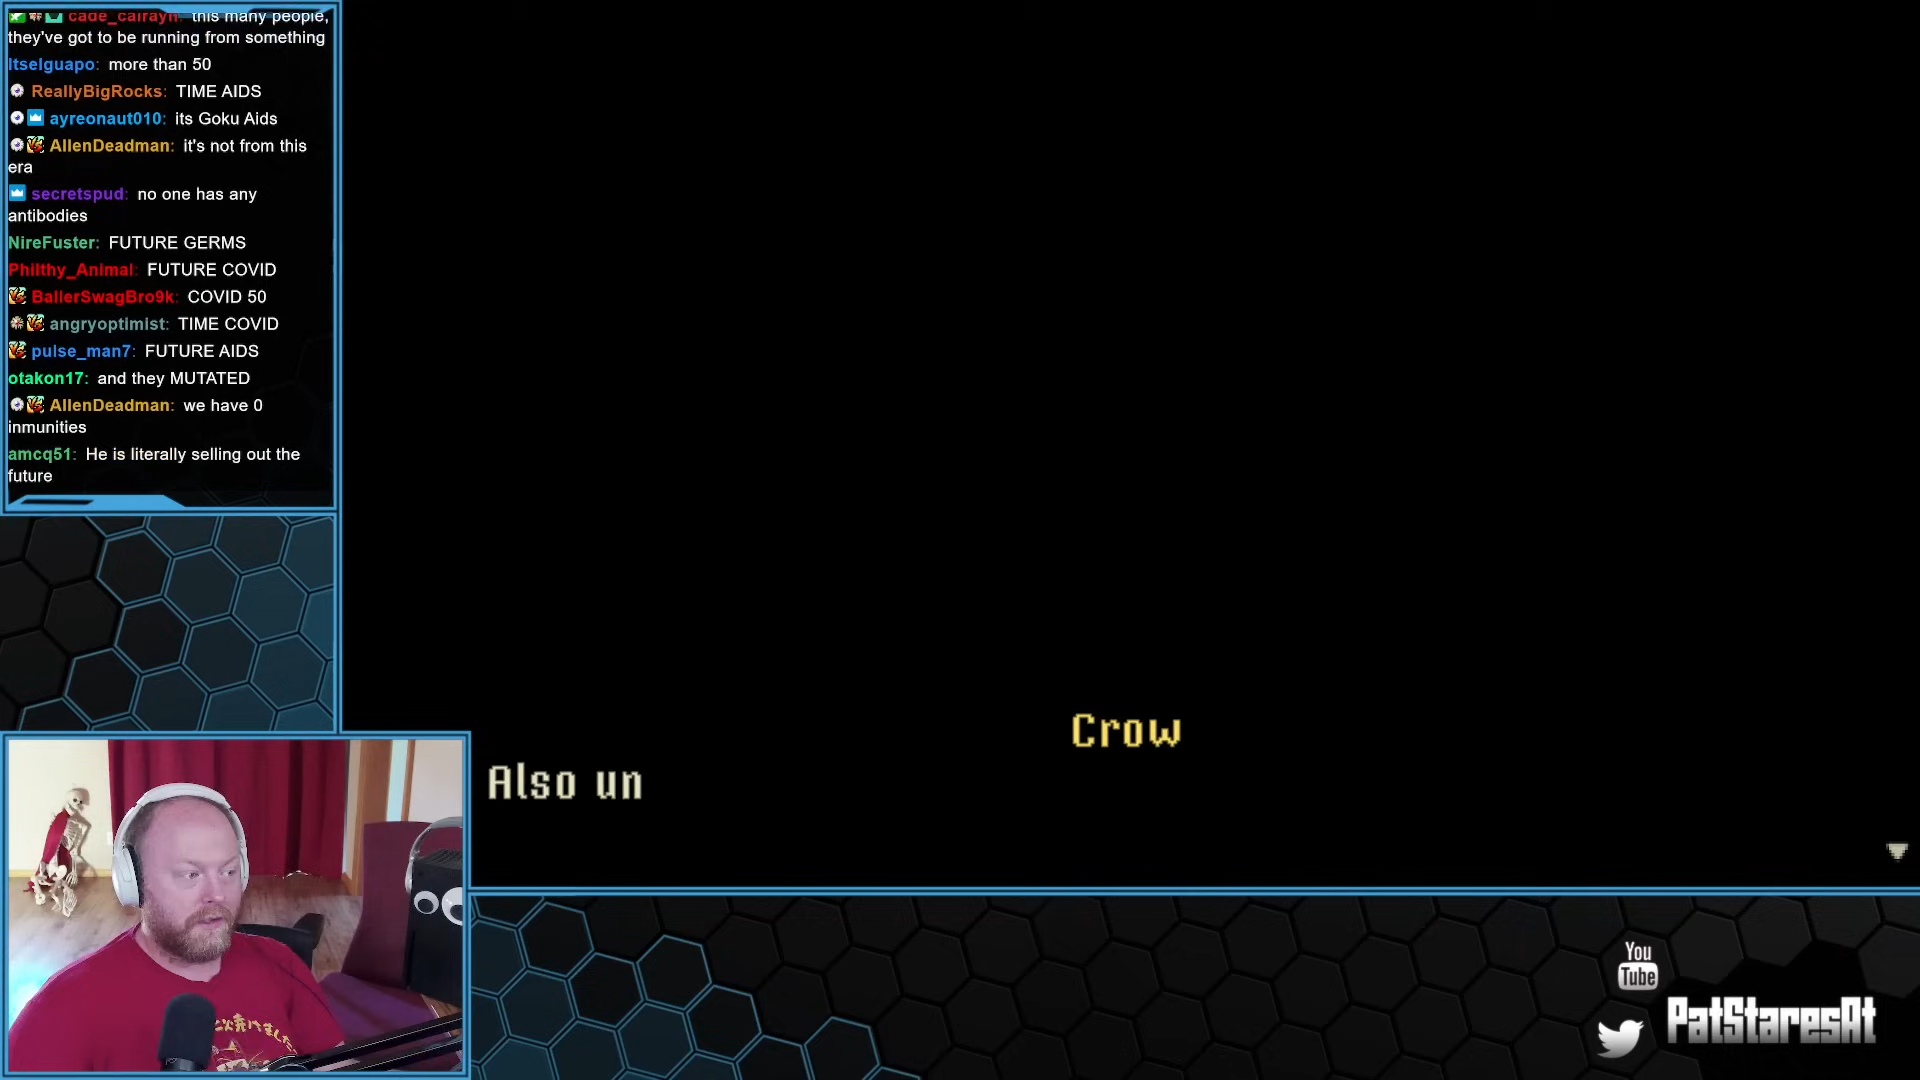 cade_cairayn: this many people,
they've got to be running from something
Itselguapo: more than 50
ReallyBigRocks: TIME AIDS
ayreonaut010: its Goku Aids
AllenDeadman: it's not from this
era
secretspud: no one has any
antibodies
NireFuster: FUTURE GERMS
Philthy_Animal: FUTURE COVID
BallerSwagBro9k: COVID 50
angryoptimist: TIME COVID
pulse_man7: FUTURE AIDS
otakon17: and they MUTATED
AllenDeadman: we have 0
inmunities
amcq51: He is literally selling out the
future
Crow
Also un
You
Tube
PatStaresAt